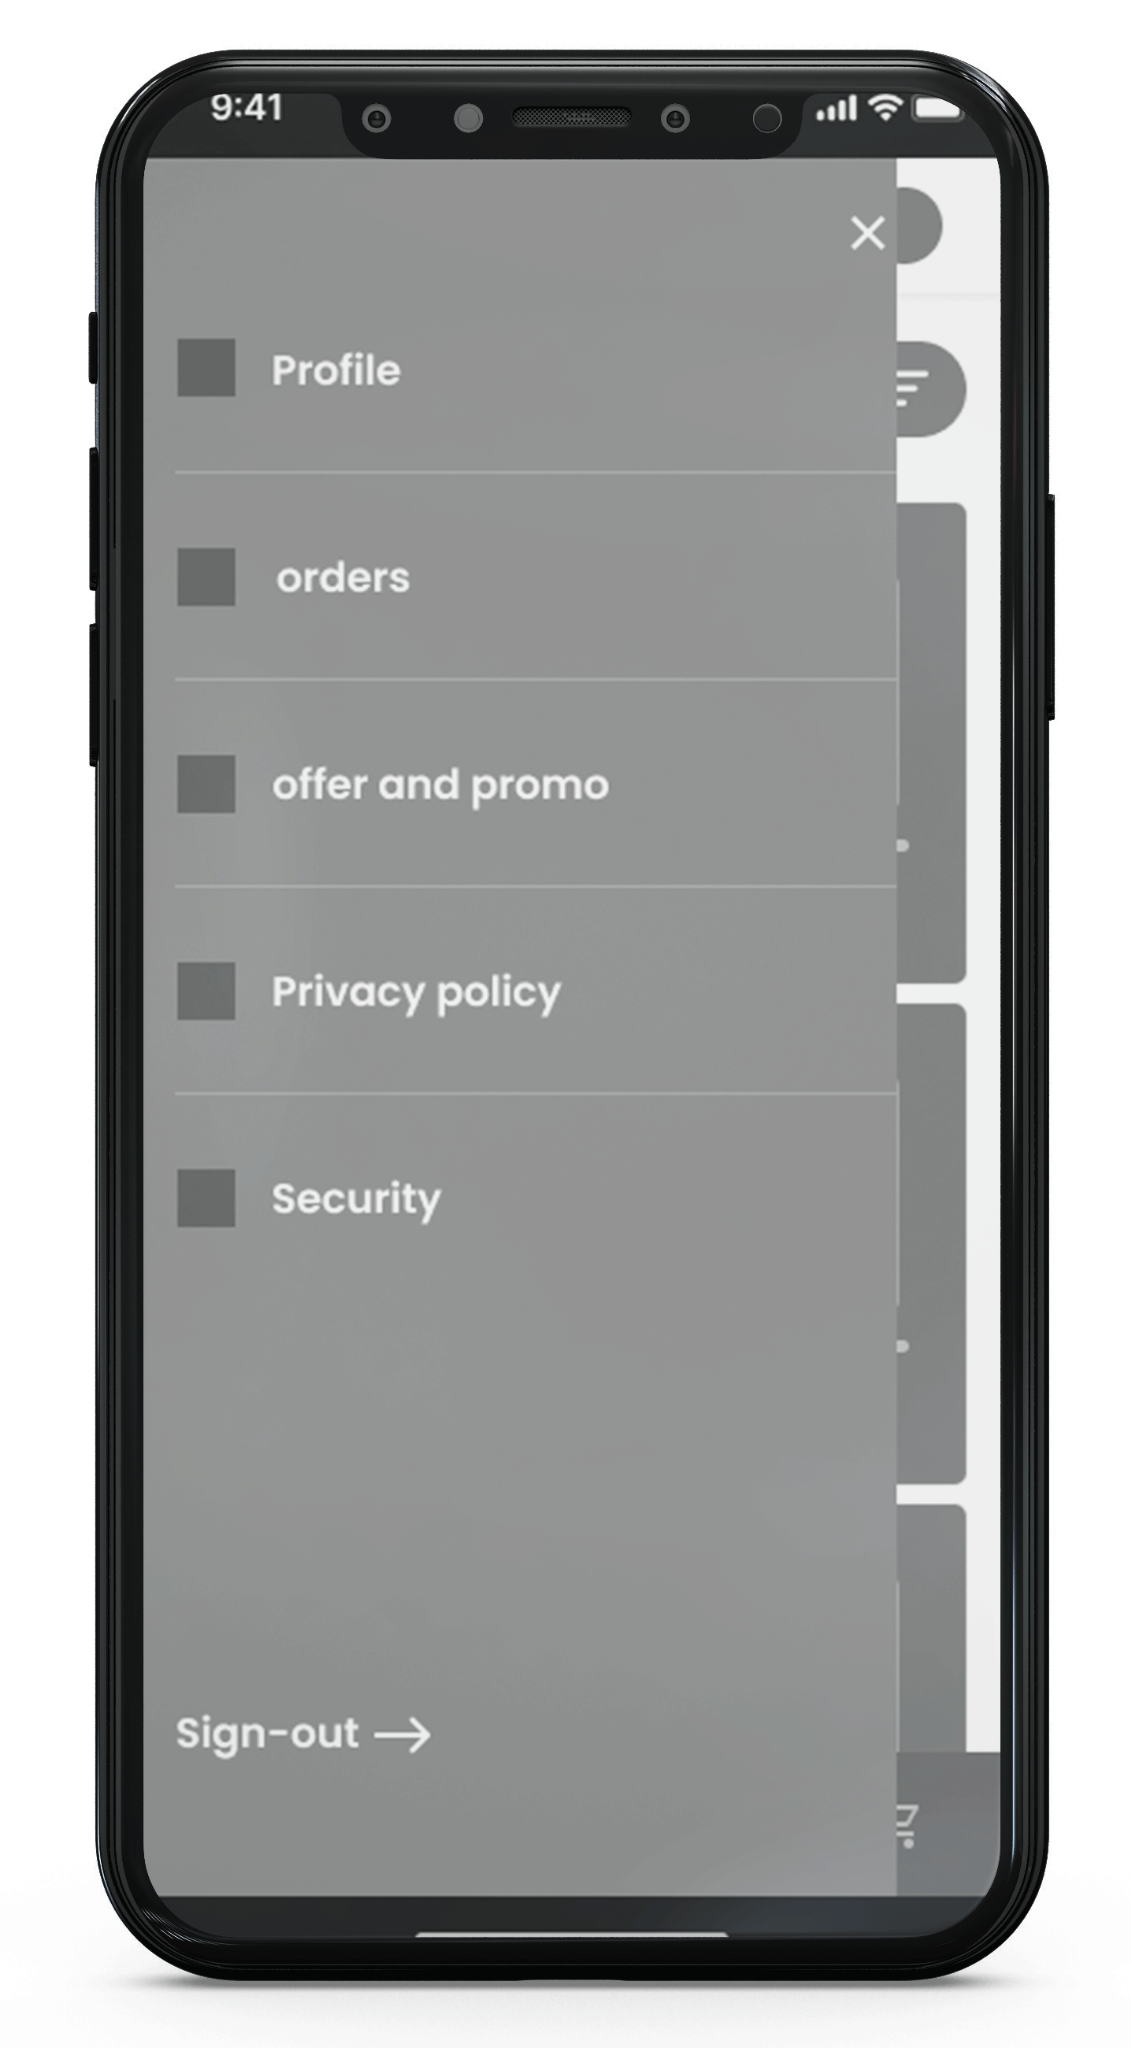 9:41
Profile
orders
offer and promo
Privacy policy
Security
Sign-out